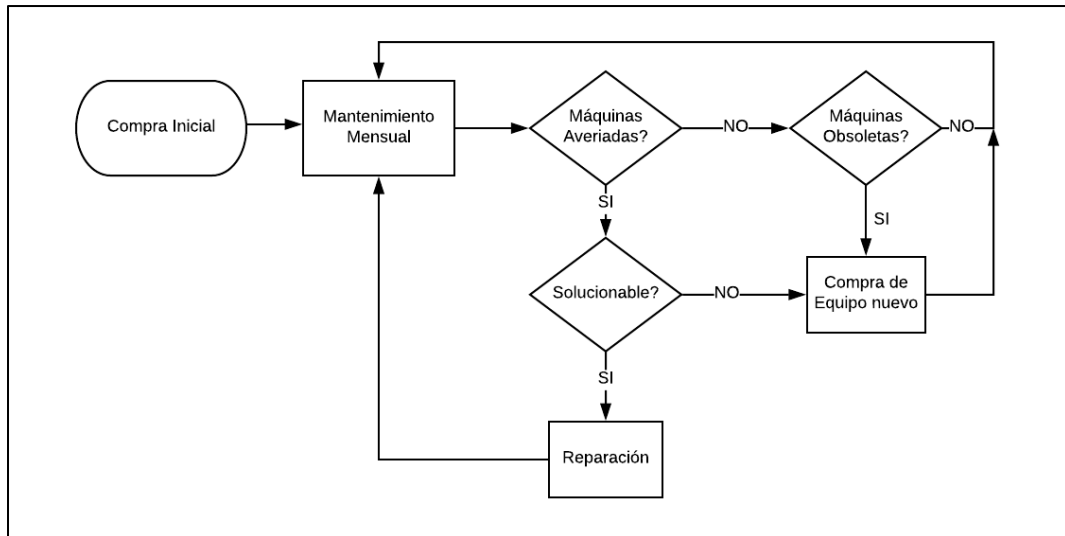 Compra Inicial
Mantenimiento
Mensual
Máquinas
Averiadas?
NO
Máquinas
Obsoletas?
NO
SI
SI
Solucionable?
NO
Compra de
Equipo nuevo
SI
Reparación